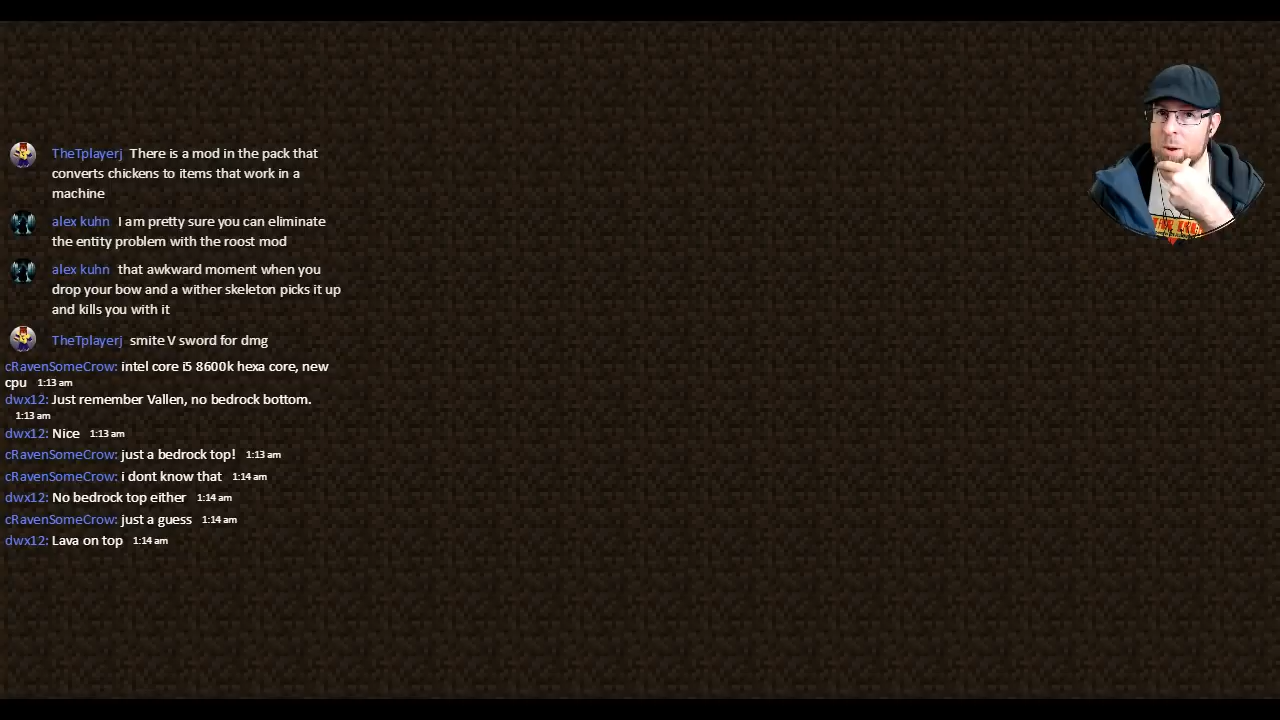 TheTplayerj There is a mod in the pack that
converts chickens to items that work in a
machine
alex kuhn I am pretty sure you can eliminate
the entity problem with the roost mod
alex kuhn that awkward moment when you
drop your bow and a wither skeleton picks it up
and kills you with it
TheTplayerj smite V sword for dmg
cRavenSomeCrow: intel core i5 8600k hexa core, new
cpu 1:13 am
dwx12: Just remember Vallen, no bedrock bottom.
1:13 am
dwx12: Nice 1:13 am
cRavenSomeCrow: just a bedrock top! 1:13 am
cRavenSomeCrow: i dont know that 1:14 am
dwx12: No bedrock top either 1:14 am
cRavenSomeCrow: just a guess 1:14 am
dwx12: Lava on top 1:14 am